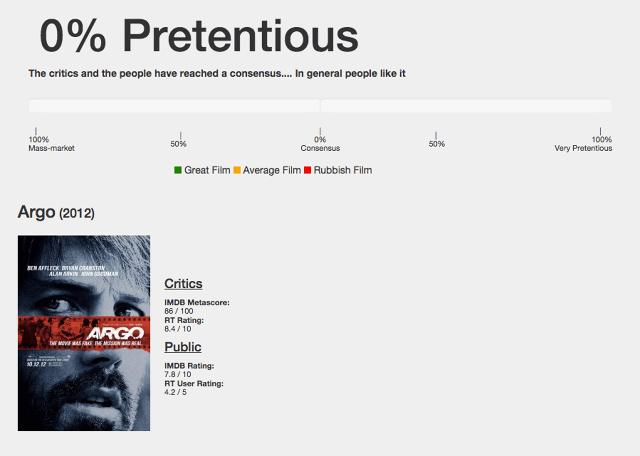 0% Pretentious
The critics and the people have reached a consensus.... In general people like it
100%
Mass-market
50%
0%
Consensus
50%
100%
Very Pretentious
Great Film Average Film Rubbish Film
Argo (2012)
BEN AFFLECK BRYAN CRANSTON
ALAN ARKIN JOHN GOODMAN
ARGO
THE MOVIE WAS FAKE. THE MISSION WAS REAL.
10.12.12
Critics
IMDB Metascore:
86 / 100
RT Rating:
8.4 / 10
Public
IMDB Rating:
7.8 / 10
RT User Rating:
4.2 / 5